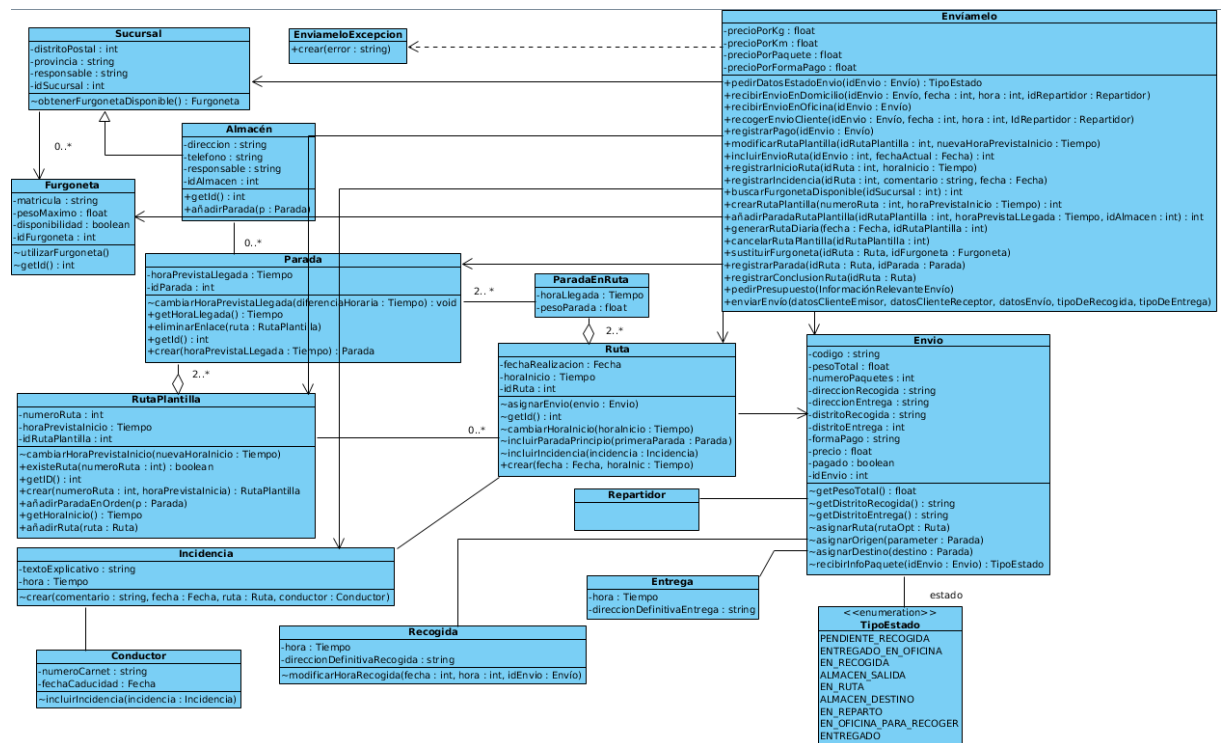 Sucursal
-distritoPostal : int
-provincia : string
-responsable : string
-idSucursal : int
~obtenerFurgonetaDisponible() : Furgoneta
EnviameloExcepcion
+crear(error : string)
Envíamelo
-precioPorKg : float
-precioPorKm : float
-precioPorPaquete : float
-precioPorFormaPago : float
+pedirDatosEstadoEnvio(idEnvio : Envío) : TipoEstado
+recibirEnvioEnDomicilio(idEnvio : Envío, fecha : int, hora : int, idRepartidor : Repartidor)
+recibirEnvioEnOficina(idEnvio : Envío)
+recogerEnvioCliente(idEnvio : Envío, fecha : int, hora : int, IdRepartidor : Repartidor)
+registrarPago(idEnvio : Envío)
+modificarRutaPlantilla(idRutaPlantilla : int, nuevaHoraPrevistaInicio : Tiempo)
+incluirEnvioRuta(idEnvio : int, fechaActual : Fecha) : int
+registrarInicioRuta(idRuta : int, horaInicio : Tiempo)
+registrarIncidencia(idRuta : int, comentario : string, fecha : Fecha)
+buscarFurgonetaDisponible(idSucursal : int) : int
+crearRutaPlantilla(numeroRuta : int, horaPrevistaInicio : Tiempo) : int
+añadirParadaRutaPlantilla(idRutaPlantilla : int, horaPrevistaLLegada : Tiempo, idAlmacen : int) : int
+generarRutaDiaria(fecha : Fecha, idRutaPlantilla : int)
+cancelarRutaPlantilla(idRutaPlantilla : int)
+sustituirFurgoneta(idRuta : Ruta, idFurgoneta : Furgoneta)
+registrarParada(idRuta : Ruta, idParada : Parada)
+registrarConclusionRuta(idRuta : Ruta)
+pedirPresupuesto(InformaciónRelevanteEnvío)
+enviarEnvío(datosClienteEmisor, datosClienteReceptor, datosEnvío, tipoDeRecogida, tipoDeEntrega)
0..*
Almacén
-direccion : string
-telefono : string
-responsable : string
-idAlmacen : int
+getId() : int
+añadirParada(p : Parada)
Furgoneta
-matricula : string
-pesoMaximo : float
-disponibilidad : boolean
-idFurgoneta : int
~utilizarFurgoneta()
~getId() : int
0..*
Parada
-horaPrevistaLlegada : Tiempo
-idParada : int
~cambiarHoraPrevistaLlegada(diferenciaHoraria : Tiempo) : void
+getHoraLlegada() : Tiempo
+eliminarEnlace(ruta : RutaPlantilla)
+getId() : int
+crear(horaPrevistaLLegada : Tiempo) : Parada
2.. *
ParadaEnRuta
-horaLlegada : Tiempo
-pesoParada : float
2..*
2..*
Ruta
-fechaRealizacion : Fecha
-horaInicio : Tiempo
-idRuta : int
~asignarEnvio(envio : Envio)
~getId() : int
~cambiarHoraInicio(horaInicio : Tiempo)
~incluirParadaPrincipio(primeraParada : Parada)
~incluirIncidencia(incidencia : Incidencia)
~crear(fecha : Fecha, horaInic : Tiempo)
Envío
-codigo : string
-pesoTotal : float
-numeroPaquetes : int
-direccionRecogida : string
-direccionEntrega : string
-distritoRecogida : string
-distritoEntrega : int
-formaPago : string
-precio : float
-pagado : boolean
-idEnvio : int
~getPesoTotal() : float
~getDistritoRecogida() : string
~getDistritoEntrega() : string
~asignarRuta(rutaOpt : Ruta)
~asignarOrigen(parameter : Parada)
~asignarDestino(destino : Parada)
~recibirInfoPaquete(idEnvio : Envio) : TipoEstado
RutaPlantilla
-numeroRuta : int
-horaPrevistaInicio : Tiempo
-idRutaPlantilla : int
~cambiarHoraPrevistaInicio(nuevaHoraInicio : Tiempo)
+existeRuta(numeroRuta : int) : boolean
+getID() : int
+crear(numeroRuta : int, horaPrevistaInicia) : RutaPlantilla
+añadirParadaEnOrden(p : Parada)
+getHoraInicio() : Tiempo
+añadirRuta(ruta : Ruta)
0..*
Repartidor
Incidencia
-textoExplicativo : string
-hora : Tiempo
~crear(comentario : string, fecha : Fecha, ruta : Ruta, conductor : Conductor)
Entrega
-hora : Tiempo
-direccionDefinitivaEntrega : string
estado
<<enumeration>>
TipoEstado
PENDIENTE_RECOGIDA
ENTREGADO_EN_OFICINA
EN_RECOGIDA
ALMACEN_SALIDA
EN_RUTA
ALMACEN_DESTINO
EN_REPARTO
EN_OFICINA_PARA_RECOGER
ENTREGADO
Recogida
-hora : Tiempo
-direccionDefinitivaRecogida : string
~modificarHoraRecogida(fecha : int, hora : int, idEnvio : Envío)
Conductor
-numeroCarnet : string
-fechaCaducidad : Fecha
~incluirIncidencia(incidencia : Incidencia)